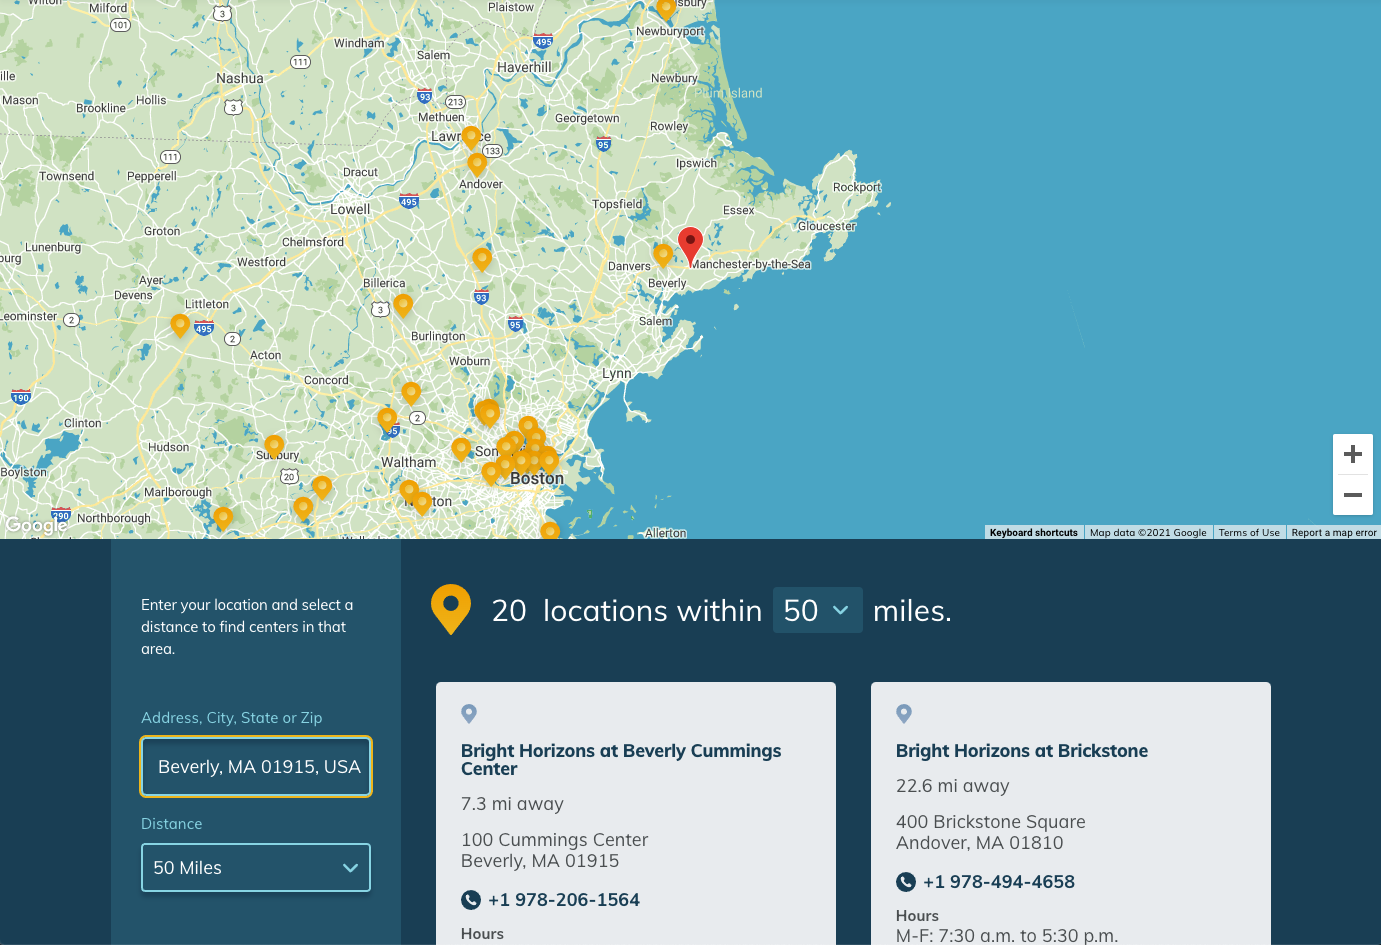 Wilton
Milford
101
3
Plaistow
Newburyport
Windham
Salem
495
Haverhill
111
Nashua
Newbury
Plum Island
Mason
Brookline
Hollis
3
93
213
Methuen
Georgetown
Rowley
95
133
111
Dracut
Ipswich
Townsend
Pepperell
Andover
Rockport
495
Lowell
Topsfield
Essex
Groton
Gloucester
Chelmsford
Lunenburg
Westford
Danvers
Manchester-by-the-Sea
Ayer
Billerica
Beverly
Devens
Littleton
3
93
Leominster
2
495
2
95
Salem
Burlington
Acton
Woburn
Concord
Lynn
190
2
Clinton
Hudson
Sudbury
Waltham
Boylston
20
Boston
Marlborough
290
Northborough
Google
Allerton
Keyboard shortcuts
Map data ©2021 Google
Terms of Use
Report a map error
Enter your location and select a
distance to find centers in that
area.
Address, City, State or Zip
Beverly, MA 01915, USA
Distance
50 Miles
20 locations within 50 miles.
Bright Horizons at Beverly Cummings
Center
7.3 mi away
100 Cummings Center
Beverly, MA 01915
+1 978-206-1564
Hours
Bright Horizons at Brickstone
22.6 mi away
400 Brickstone Square
Andover, MA 01810
+1 978-494-4658
Hours
M-F: 7:30 a.m. to 5:30 p.m.